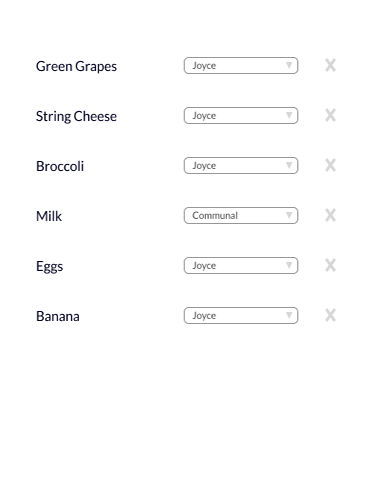 Green Grapes Joyce X
String Cheese Joyce X
Broccoli Joyce X
Milk Communal X
Eggs Joyce X
Banana Joyce X